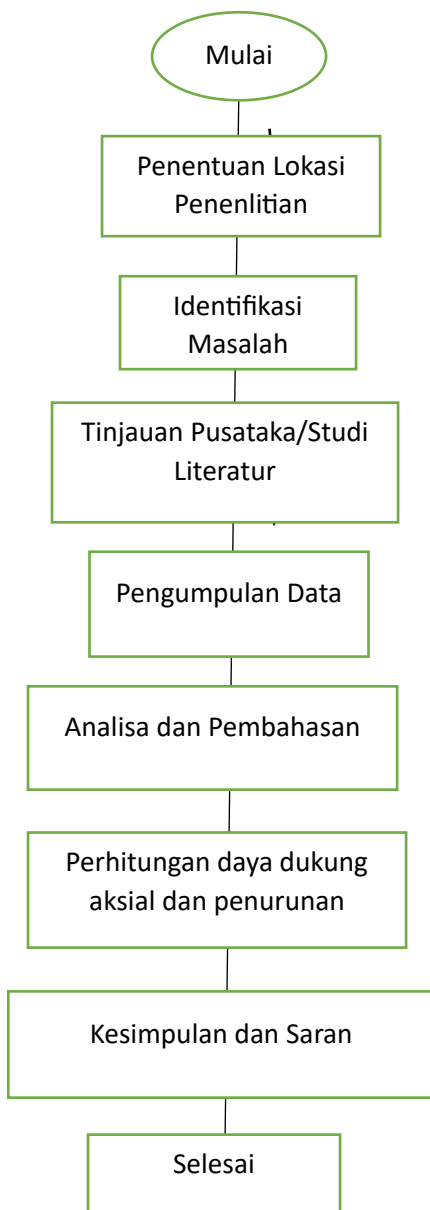 Mulai
Penentuan Lokasi
Penenlitian
Identifikasi
Masalah
Tinjauan Pusataka/Studi
Literatur
Pengumpulan Data
Analisa dan Pembahasan
Perhitungan daya dukung
aksial dan penurunan
Kesimpulan dan Saran
Selesai